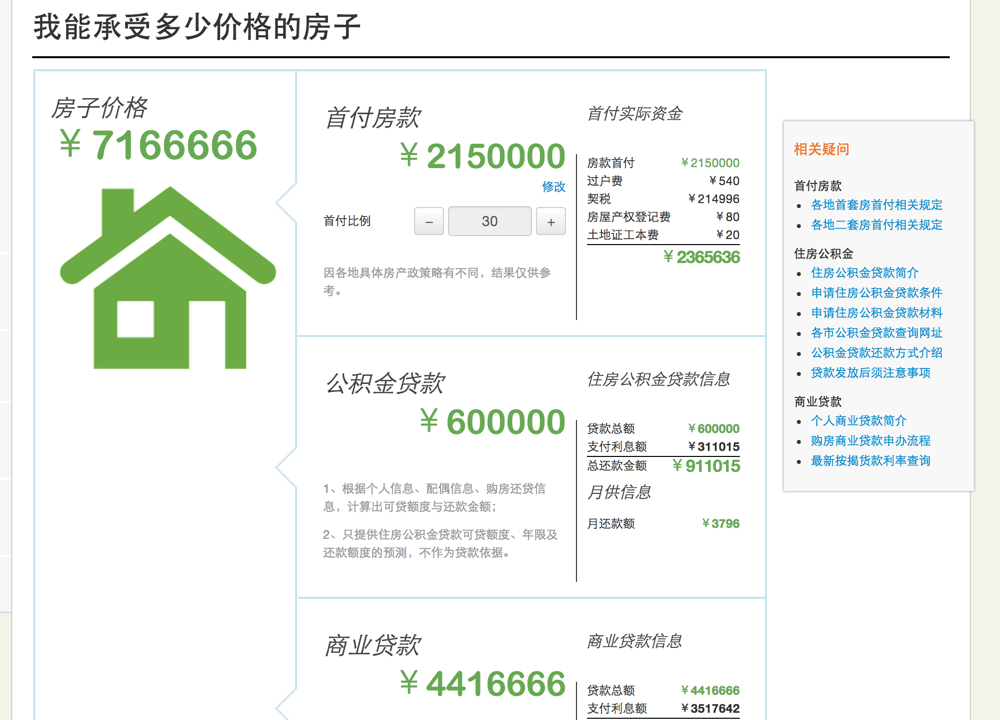 我能承受多少价格的房子
房子价格
￥7166666
首付房款
￥2150000
修改
首付比例
− 30 +
因各地具体房产政策略有不同，结果仅供参
考。
首付实际资金
房款首付 ￥2150000
过户费 ￥540
契税 ￥214996
房屋产权登记费 ￥80
土地证工本费 ￥20
￥2365636
公积金贷款
￥600000
1、根据个人信息、配偶信息、购房还贷信
息，计算出可贷额度与还款金额；
2、只提供住房公积金贷款可贷额度、年限及
还款额度的预测，不作为贷款依据。
住房公积金贷款信息
贷款总额 ￥600000
支付利息额 ￥311015
总还款金额 ￥911015
月供信息
月还款额 ￥3796
商业贷款
￥4416666
商业贷款信息
贷款总额 ￥4416666
支付利息额 ￥3517642
相关疑问
首付房款
各地首套房首付相关规定
各地二套房首付相关规定
住房公积金
住房公积金贷款简介
申请住房公积金贷款条件
申请住房公积金贷款材料
各市公积金贷款查询网址
公积金贷款还款方式介绍
贷款发放后须注意事项
商业贷款
个人商业贷款简介
购房商业贷款申办流程
最新按揭贷款利率查询